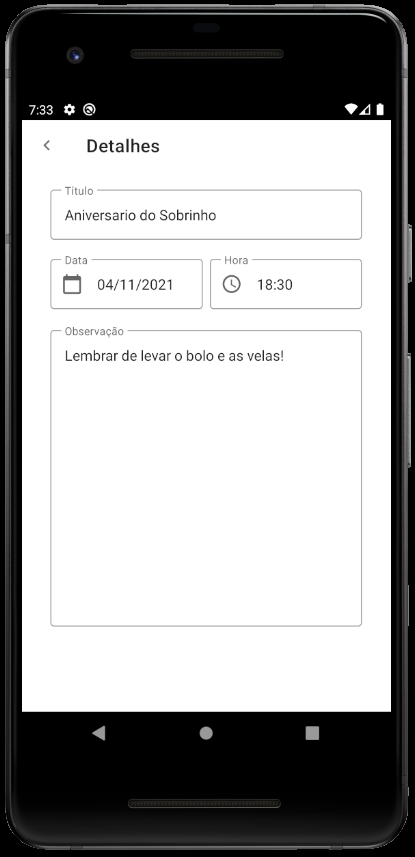 7:33
Detalhes
Título
Aniversario do Sobrinho
Data
Hora
04/11/2021
18:30
Observação
Lembrar de levar o bolo e as velas!